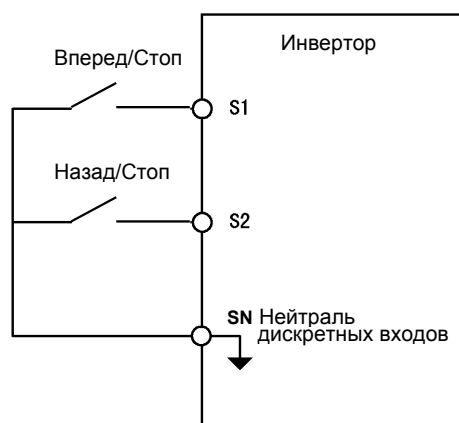 Инвертор
Вперед/Стоп
S1
Назад/Стоп
S2
SN Нейтраль
дискретных входов